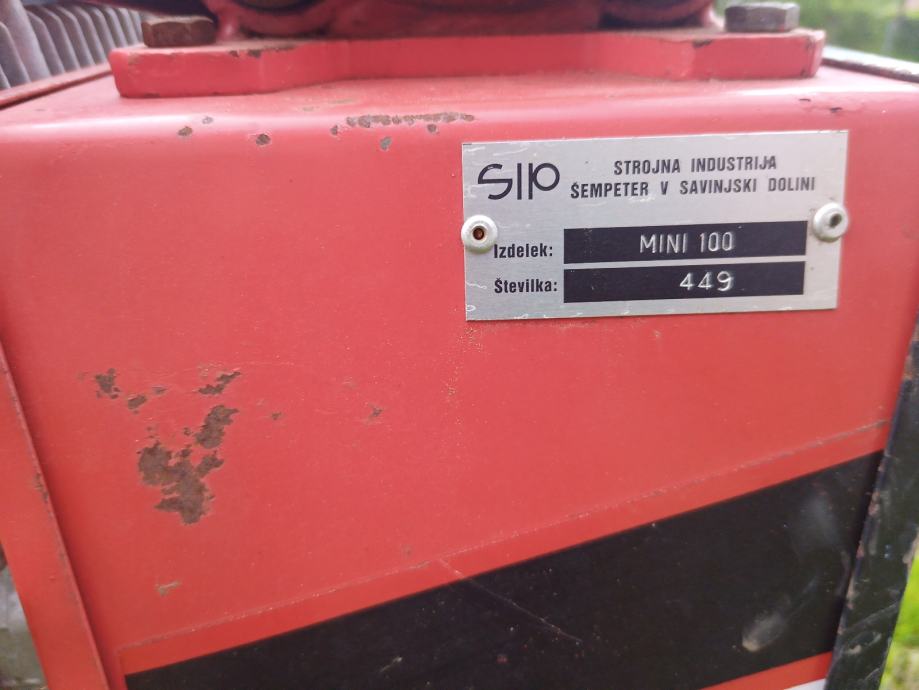 SIP
STROJNA INDUSTRIJA
ŠEMPETER V SAVINJSKI DOLINI
Izdelek: MINI 100
Številka: 449